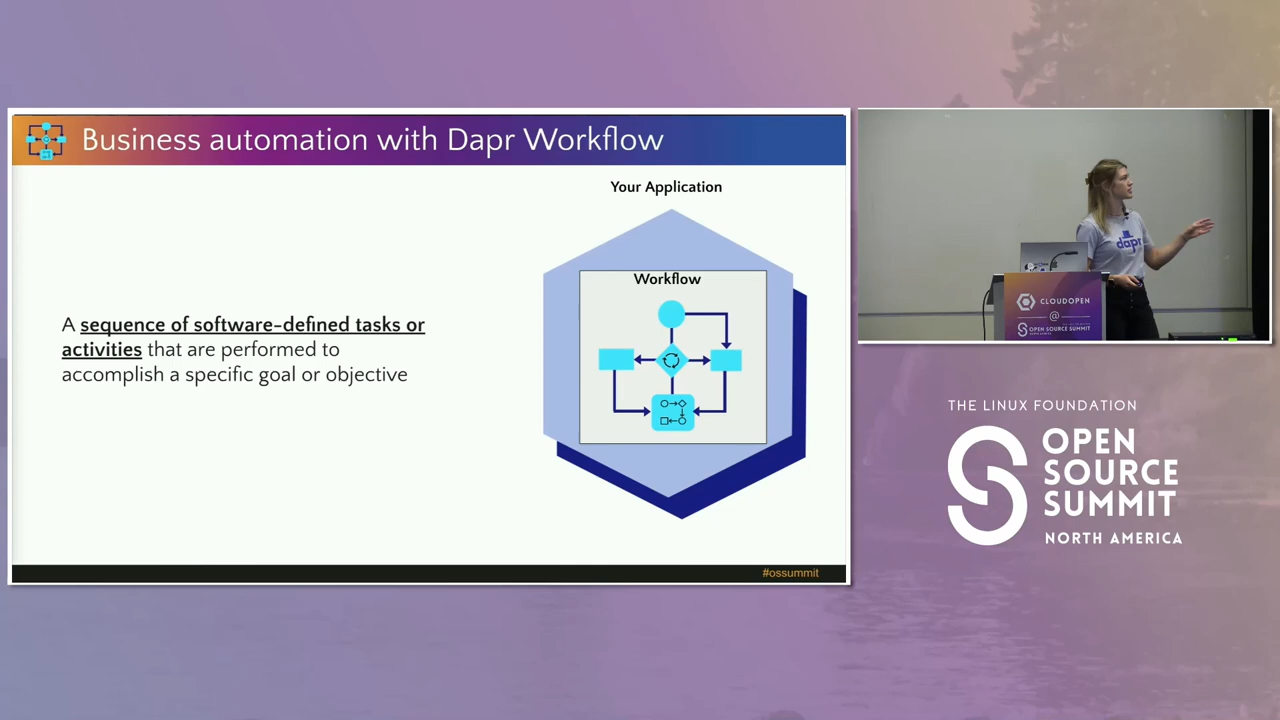 Business automation with Dapr Workflow
Your Application
Workflow
A sequence of software-defined tasks or
activities that are performed to
accomplish a specific goal or objective
#ossummit
dapr
CLOUDOPEN
@
OPEN SOURCE SUMMIT
THE LINUX FOUNDATION
OPEN
SOURCE
SUMMIT
NORTH AMERICA